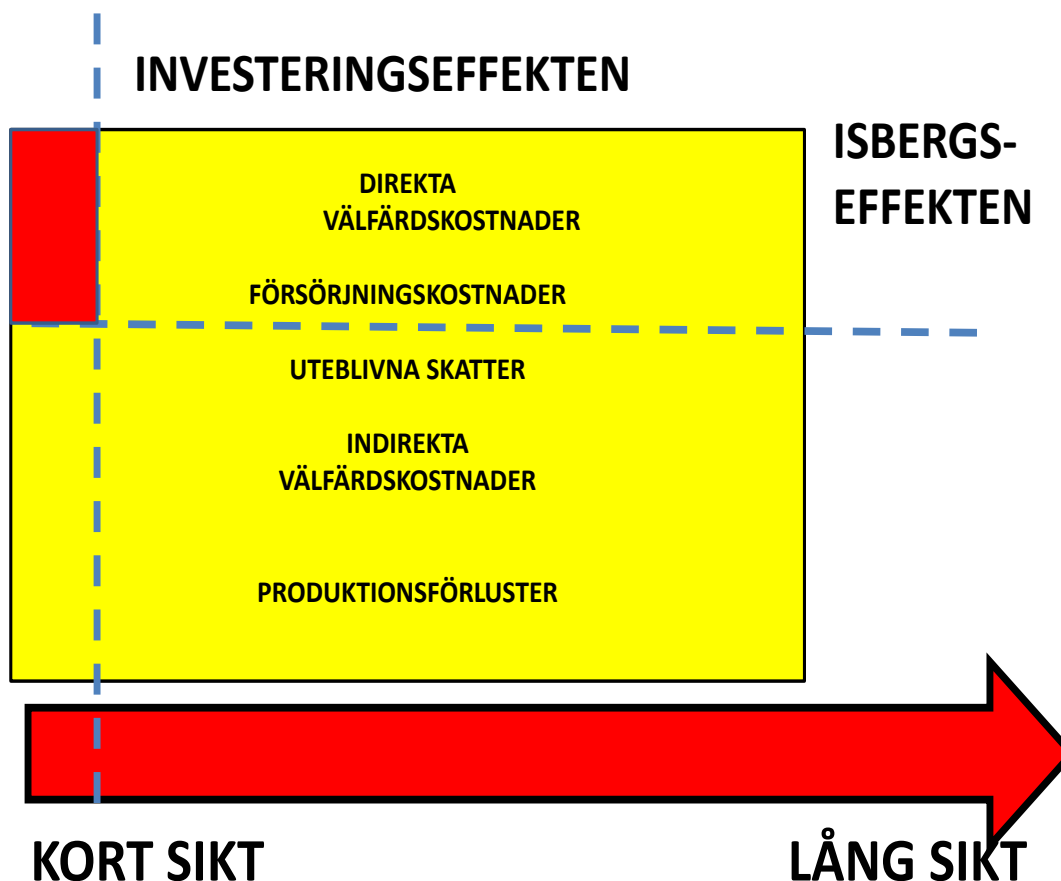 INVESTERINGSEFFEKTEN
ISBERGS-
EFFEKTEN
DIREKTA
VÄLFÄRDSKOSTNADER
FÖRSÖRJNINGSKOSTNADER
UTEBLIVNA SKATTER
INDIREKTA
VÄLFÄRDSKOSTNADER
PRODUKTIONSFÖRLUSTER
KORT SIKT
LÅNG SIKT